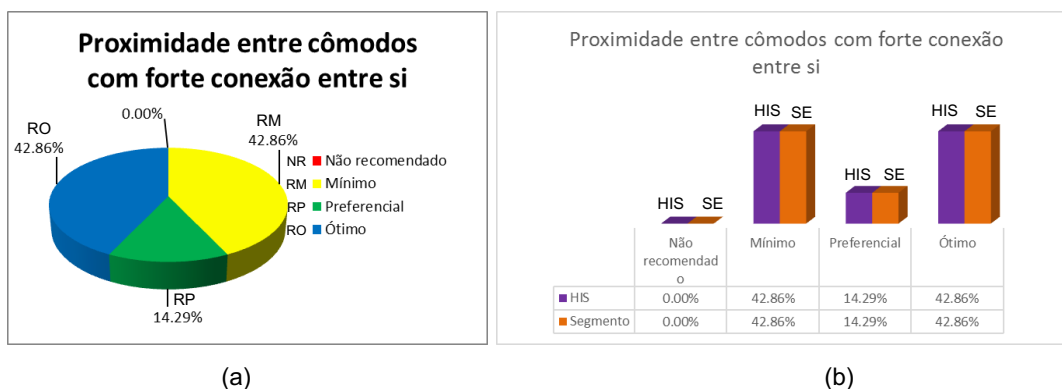 Proximidade entre cômodos
com forte conexão entre si
0.00%
RO
42.86%
RM
42.86%
NR Não recomendado
RM Mínimo
RP Preferencial
RO Ótimo
RP
14.29%
(a)
Proximidade entre cômodos com forte conexão
entre si
HIS SE
HIS SE
HIS SE
HIS SE
Não
recomendad
o
Mínimo
Preferencial
Ótimo
HIS 0.00% 42.86% 14.29% 42.86%
Segmento 0.00% 42.86% 14.29% 42.86%
(b)